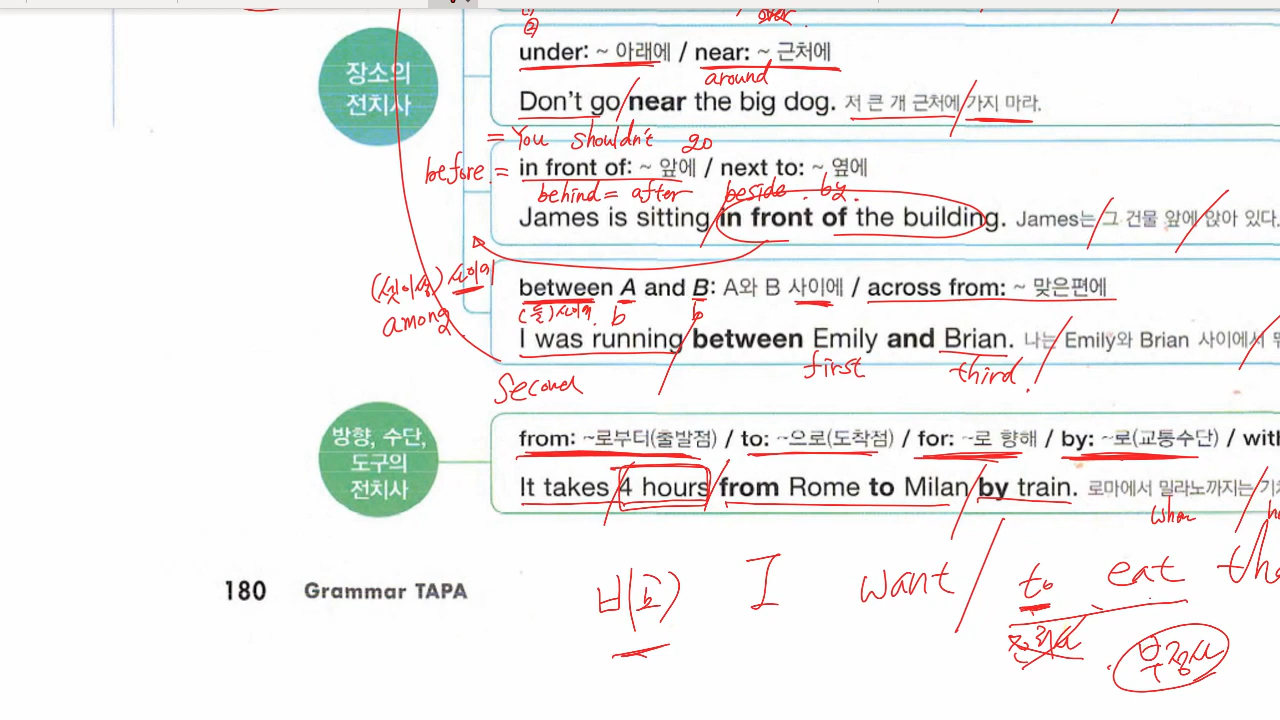 under: ~ 아래에 / near: ~ 근처에
around
Don't go near the big dog. 저 큰 개 근처에 가지 마라.
= You shouldn't go
장소의
전치사
before = in front of: ~ 앞에 / next to: ~ 옆에
behind = after beside. by.
James is sitting in front of the building. James는 그 건물 앞에 앉아 있다.
(셋이상) 사이에
among
between A and B: A와 B 사이에 / across from: ~ 맞은편에
(둘)사이에. b b
I was running between Emily and Brian. 나는 Emily와 Brian 사이에서
first third.
Second
방향, 수단,
도구의
전치사
from: ~로부터(출발점) / to: ~으로(도착점) / for: ~로 향해 / by: ~로(교통수단) /
It takes 4 hours from Rome to Milan by train. 로마에서 밀라노까지는
비(교) I want to eat
전치사 부정사
180 Grammar TAPA